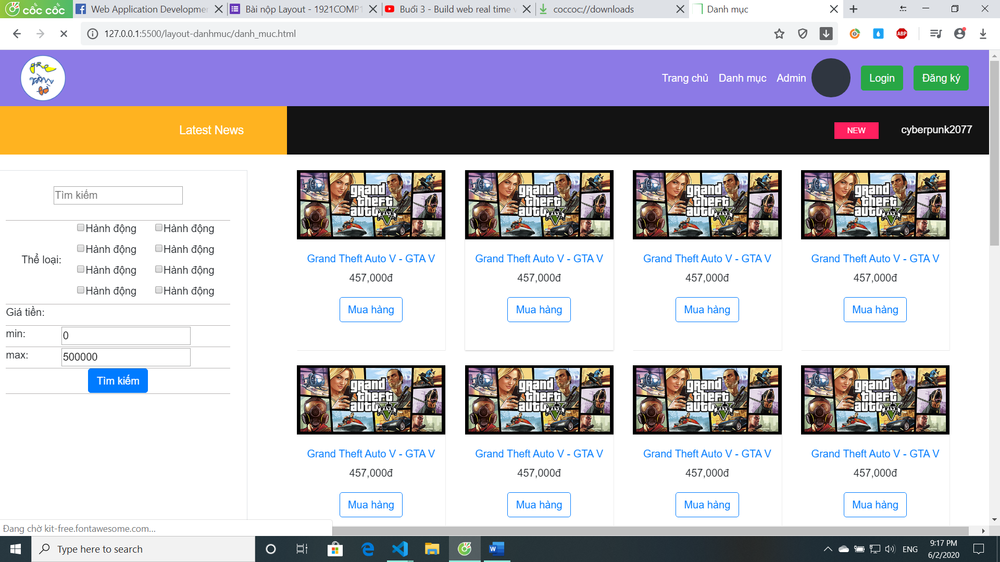 cốc cốc
Web Application Developmen
Bài nộp Layout - 1921COMP1
Buổi 3 - Build web real time v
coccoc://downloads
Danh mục
127.0.0.1:5500/layout-danhmuc/danh_muc.html
ABP
Trang chủ
Danh mục
Admin
Login
Đăng ký
Latest News
NEW
cyberpunk2077
Tìm kiếm
Hành động Hành động
Hành động Hành động
Thể loại:
Hành động Hành động
Hành động Hành động
Giá tiền:
min: 0
max: 500000
Tìm kiếm
grand theft auto V FIVE
grand theft auto V FIVE
grand theft auto V FIVE
grand theft auto V FIVE
Grand Theft Auto V - GTA V Grand Theft Auto V - GTA V Grand Theft Auto V - GTA V Grand Theft Auto V - GTA V
457,000đ 457,000đ 457,000đ 457,000đ
Mua hàng Mua hàng Mua hàng Mua hàng
grand theft auto V FIVE
grand theft auto V FIVE
grand theft auto V FIVE
grand theft auto V FIVE
Grand Theft Auto V - GTA V Grand Theft Auto V - GTA V Grand Theft Auto V - GTA V Grand Theft Auto V - GTA V
457,000đ 457,000đ 457,000đ 457,000đ
Mua hàng Mua hàng Mua hàng Mua hàng
Đang chờ kit-free.fontawesome.com...
Type here to search
ENG
9:17 PM
6/2/2020